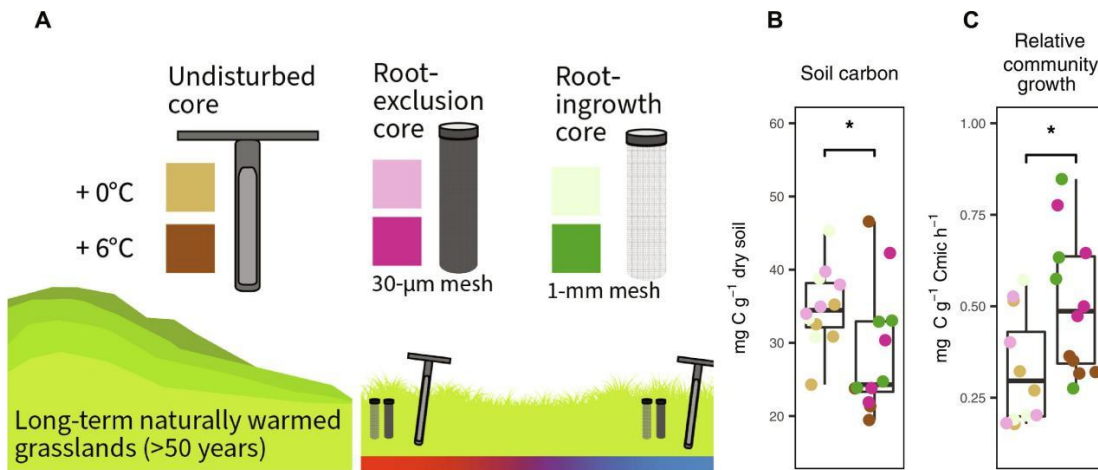 A
Undisturbed
core
Root-
exclusion
core
Root-
ingrowth
core
+ 0°C
+ 6°C
30-µm mesh
1-mm mesh
Long-term naturally warmed
grasslands (>50 years)
B
Soil carbon
mg C g⁻¹ dry soil
60
50
40
30
20
*
C
Relative
community
growth
mg C g⁻¹ Cmic h⁻¹
1.00
0.75
0.50
0.25
*